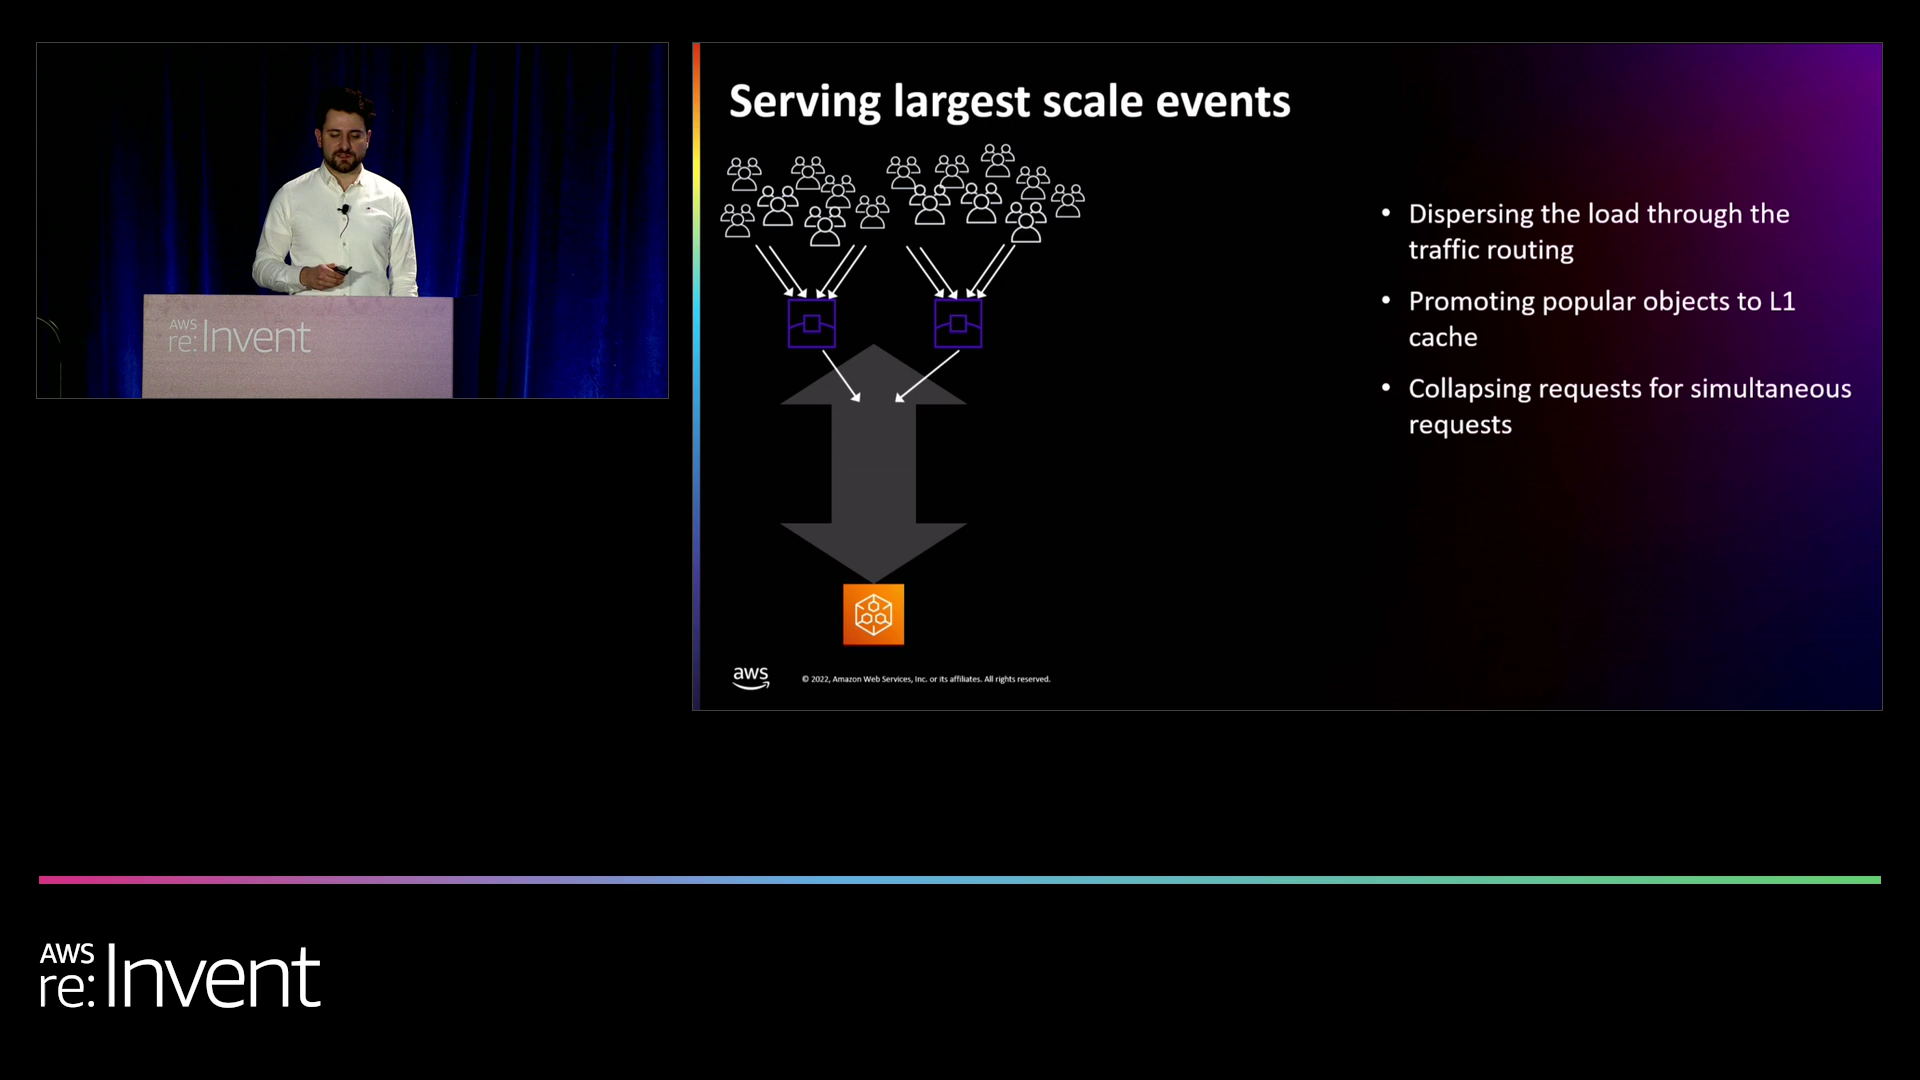 AWS
re:Invent
Serving largest scale events
• Dispersing the load through the
traffic routing
• Promoting popular objects to L1
cache
• Collapsing requests for simultaneous
requests
aws
© 2022, Amazon Web Services, Inc. or its affiliates. All rights reserved.
AWS
re:Invent